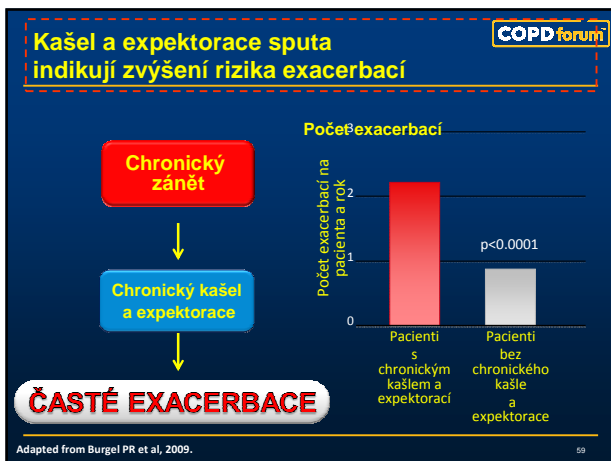 Kašel a expektorace sputa
indikují zvýšení rizika exacerbací
COPDforum™
Chronický
zánět
Chronický kašel
a expektorace
ČASTÉ EXACERBACE
Počet exacerbací
Počet exacerbací na
pacienta a rok
3
2
1
0
p<0.0001
Pacienti
s
chronickým
kašlem a
expektorací
Pacienti
bez
chronického
kašle
a
expektorace
Adapted from Burgel PR et al, 2009.
59